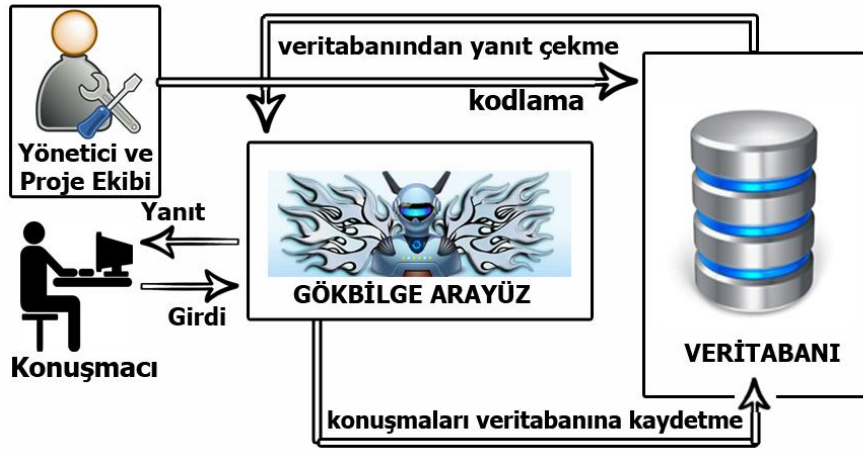 veritabanından yanıt çekme
kodlama
Yönetici ve
Proje Ekibi
Yanıt
Girdi
Konuşmacı
GÖKBİLGE ARAYÜZ
VERİTABANI
konuşmaları veritabanına kaydetme